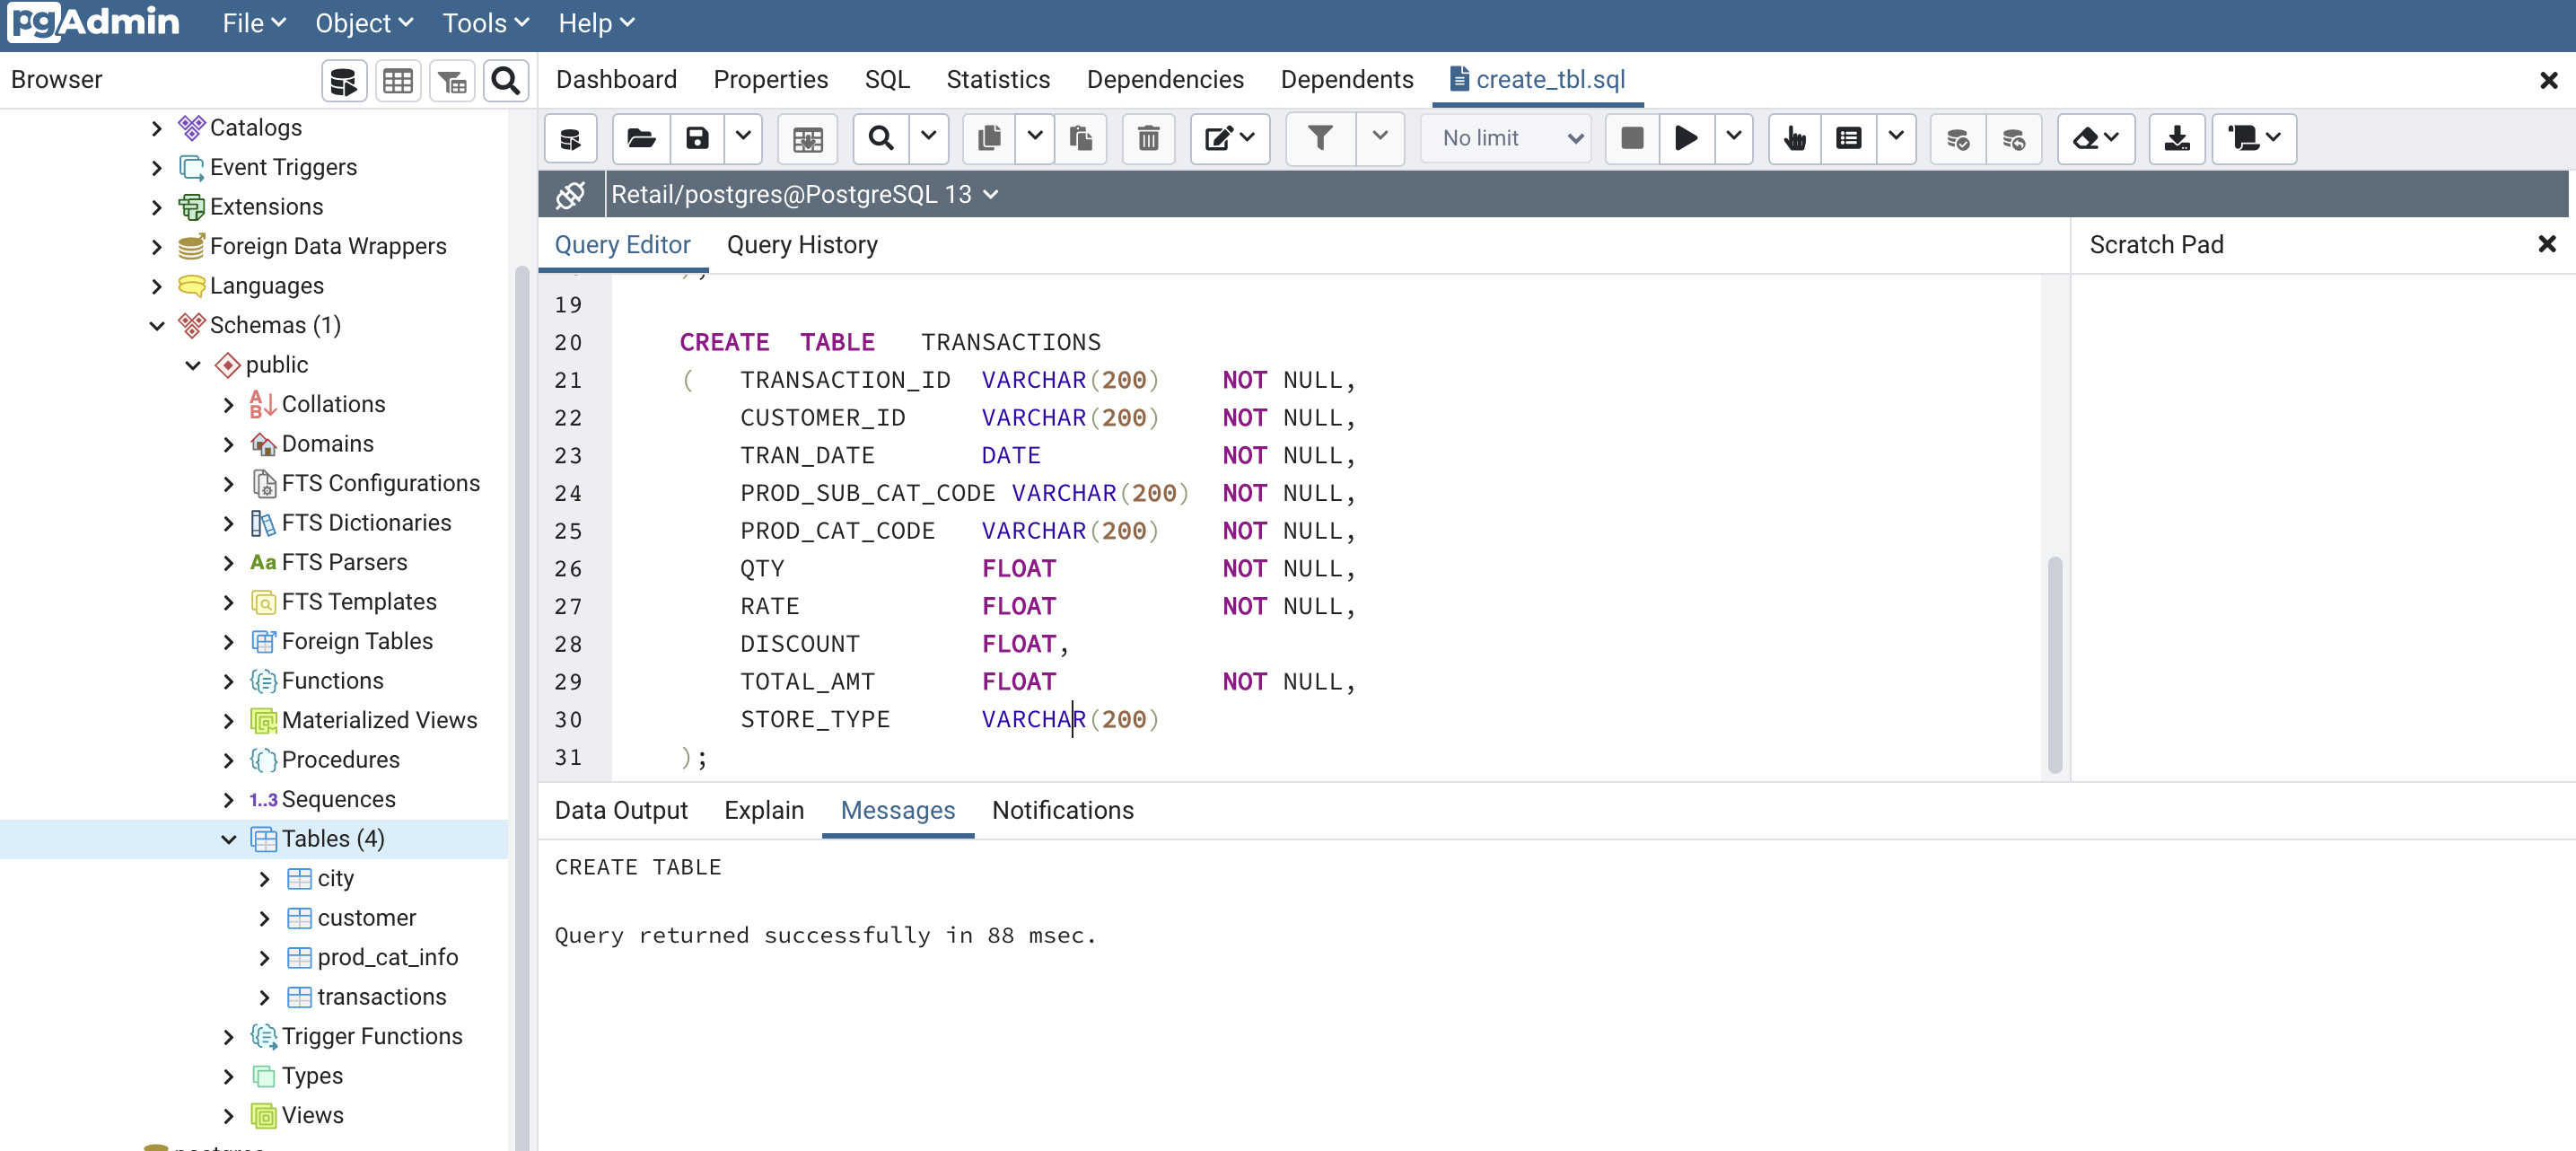 pgAdmin File Object Tools Help
Browser
Dashboard Properties SQL Statistics Dependencies Dependents create_tbl.sql
No limit
Retail/postgres@PostgreSQL 13
Query Editor Query History
Scratch Pad
Catalogs
Event Triggers
Extensions
Foreign Data Wrappers
Languages
Schemas (1)
public
Collations
Domains
FTS Configurations
FTS Dictionaries
Aa FTS Parsers
FTS Templates
Foreign Tables
Functions
Materialized Views
Procedures
1..3 Sequences
Tables (4)
city
customer
prod_cat_info
transactions
Trigger Functions
Types
Views
19
20 CREATE TABLE TRANSACTIONS
21 ( TRANSACTION_ID VARCHAR(200) NOT NULL,
22 CUSTOMER_ID VARCHAR(200) NOT NULL,
23 TRAN_DATE DATE NOT NULL,
24 PROD_SUB_CAT_CODE VARCHAR(200) NOT NULL,
25 PROD_CAT_CODE VARCHAR(200) NOT NULL,
26 QTY FLOAT NOT NULL,
27 RATE FLOAT NOT NULL,
28 DISCOUNT FLOAT,
29 TOTAL_AMT FLOAT NOT NULL,
30 STORE_TYPE VARCHAR(200)
31 );
Data Output Explain Messages Notifications
CREATE TABLE
Query returned successfully in 88 msec.